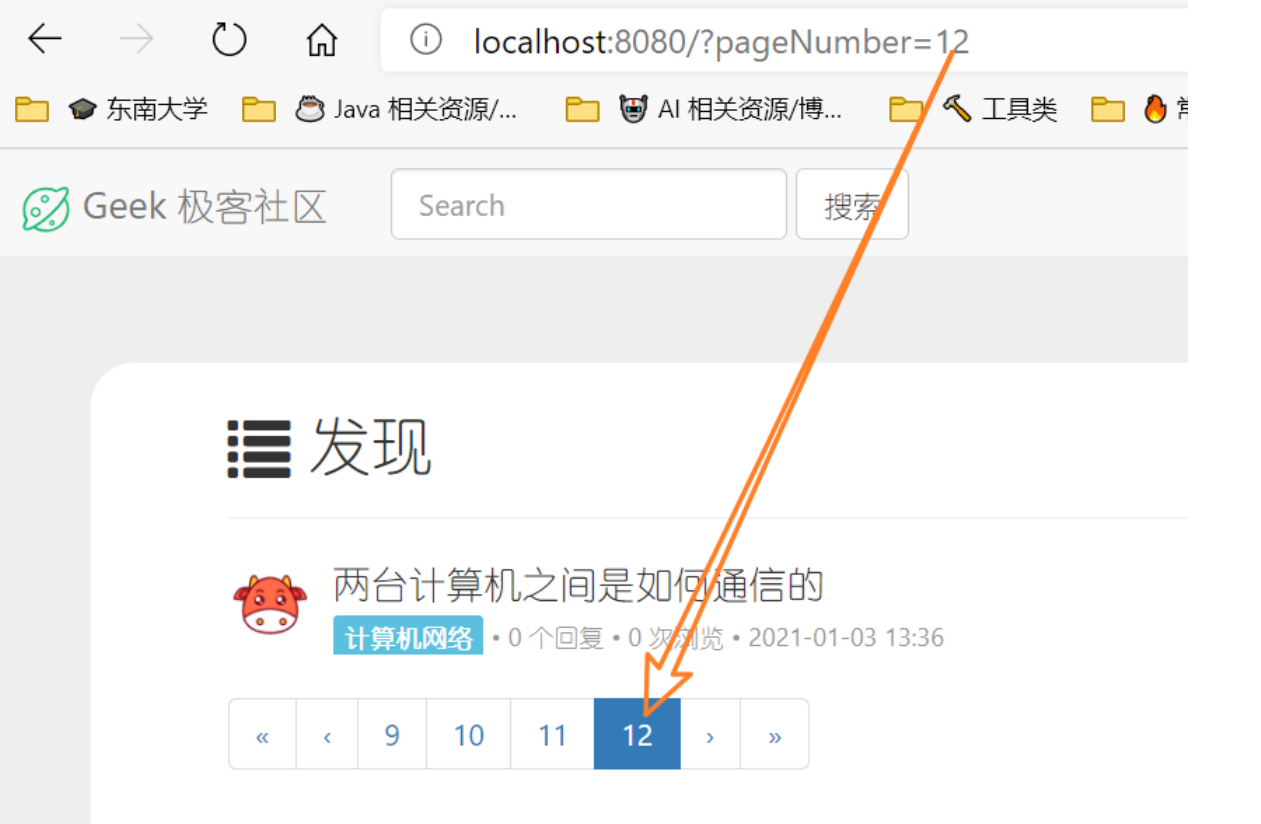 localhost:8080/?pageNumber=12
东南大学 Java 相关资源/... AI 相关资源/博... 工具类
Geek 极客社区 Search 搜索
发现
两台计算机之间是如何通信的
计算机网络 • 0 个回复 • 0 次浏览 • 2021-01-03 13:36
« ‹ 9 10 11 12 › »